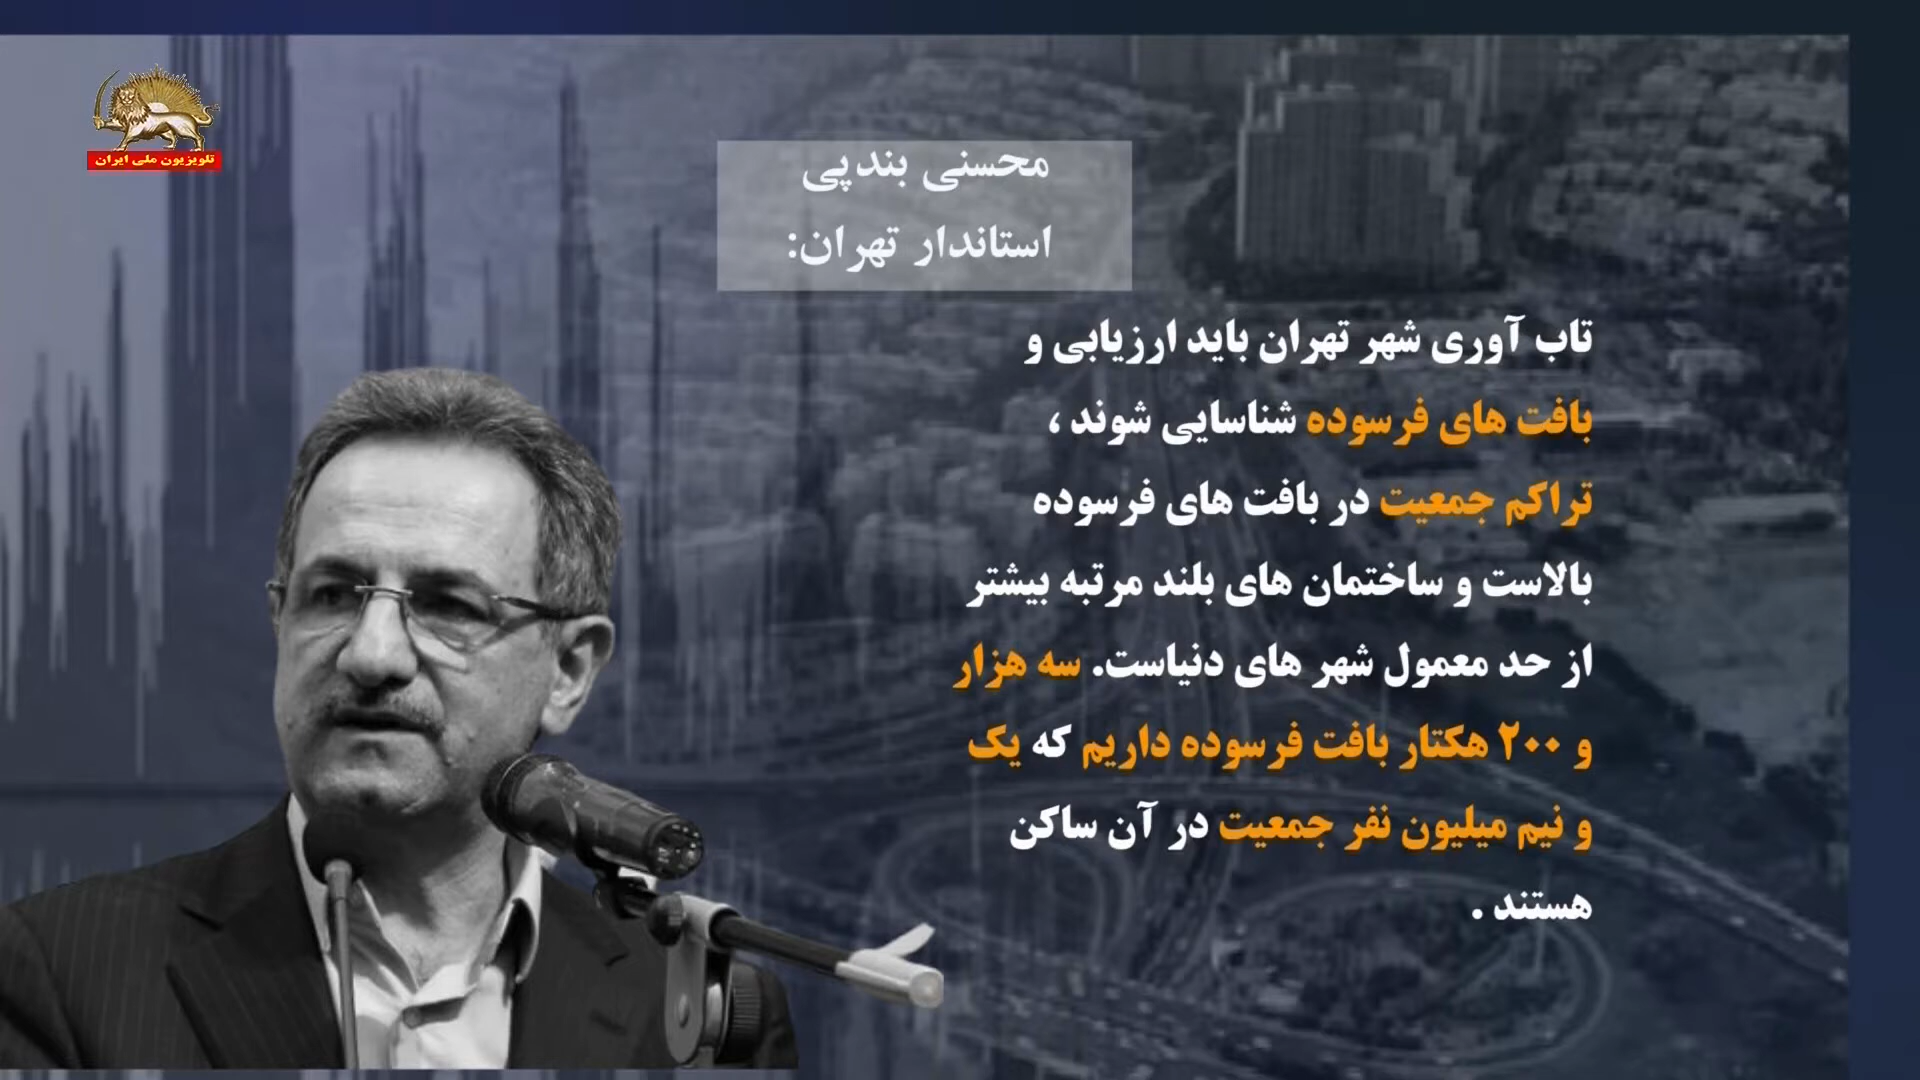 تلویزیون ملی ایران
محسنی بندپی
استاندار تهران:
تاب آوری شهر تهران باید ارزیابی و
بافت های فرسوده شناسایی شوند ،
تراکم جمعیت در بافت های فرسوده
بالاست و ساختمان های بلند مرتبه بیشتر
از حد معمول شهر های دنیاست. سه هزار
و ۲۰۰ هکتار بافت فرسوده داریم که یک
و نیم میلیون نفر جمعیت در آن ساکن
هستند .